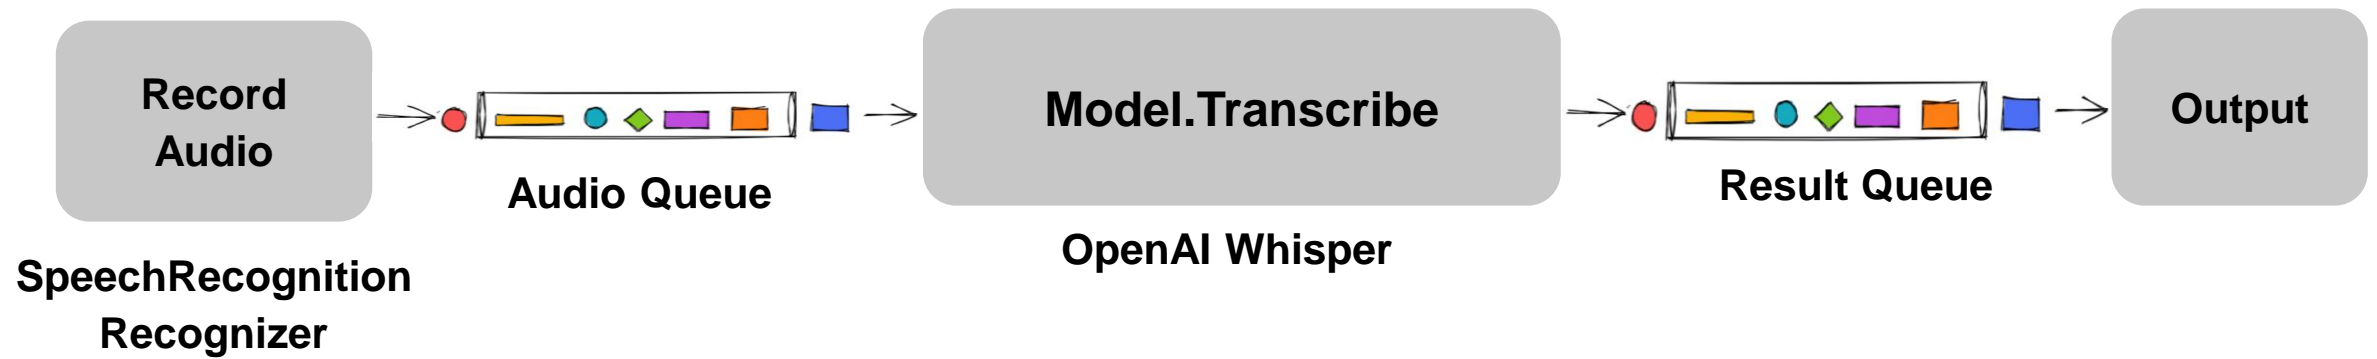 Record
Audio
SpeechRecognition
Recognizer
Audio Queue
Model.Transcribe
OpenAI Whisper
Result Queue
Output